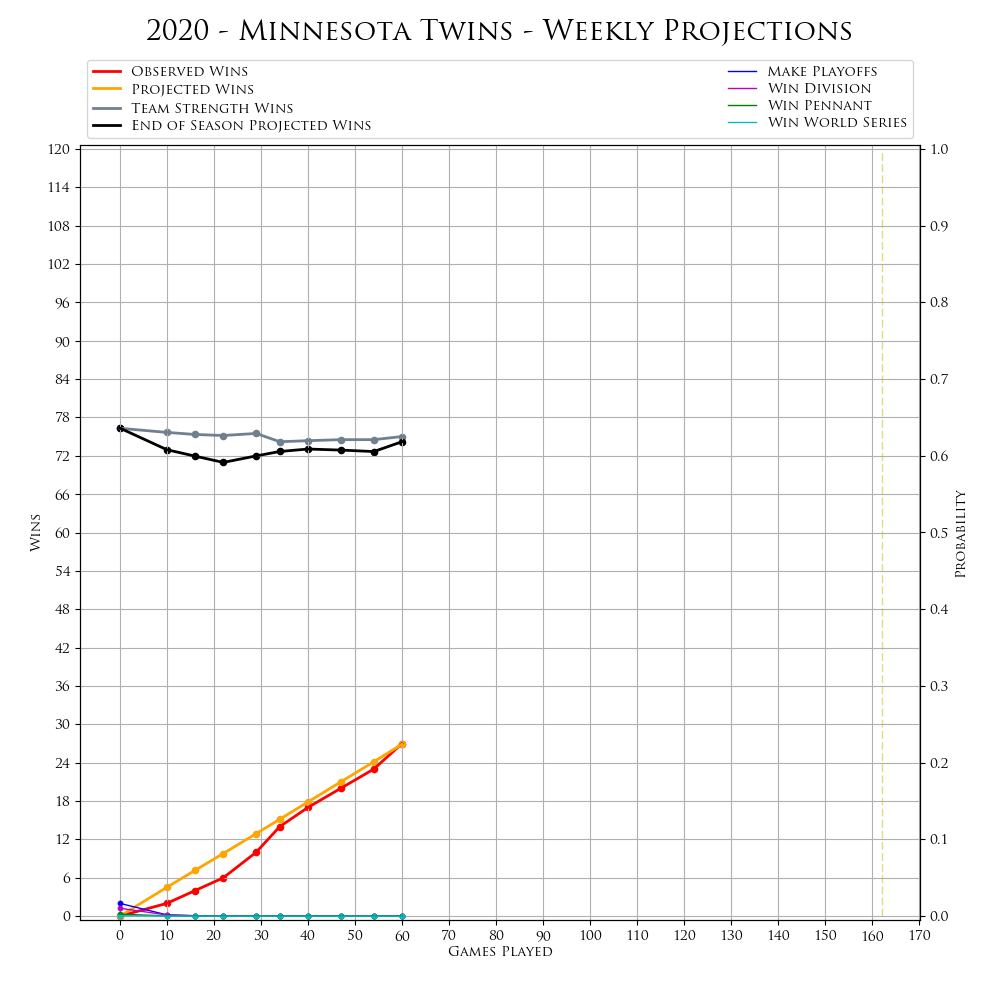 2020 - Minnesota Twins - Weekly Projections
Observed Wins
Projected Wins
Team Strength Wins
End of Season Projected Wins
Make Playoffs
Win Division
Win Pennant
Win World Series
120
114
108
102
96
90
84
78
72
66
60
54
48
42
36
30
24
18
12
6
0
Wins
1.0
0.9
0.8
0.7
0.6
0.5
0.4
0.3
0.2
0.1
0.0
Probability
0 10 20 30 40 50 60 70 80 90 100 110 120 130 140 150 160 170
Games Played